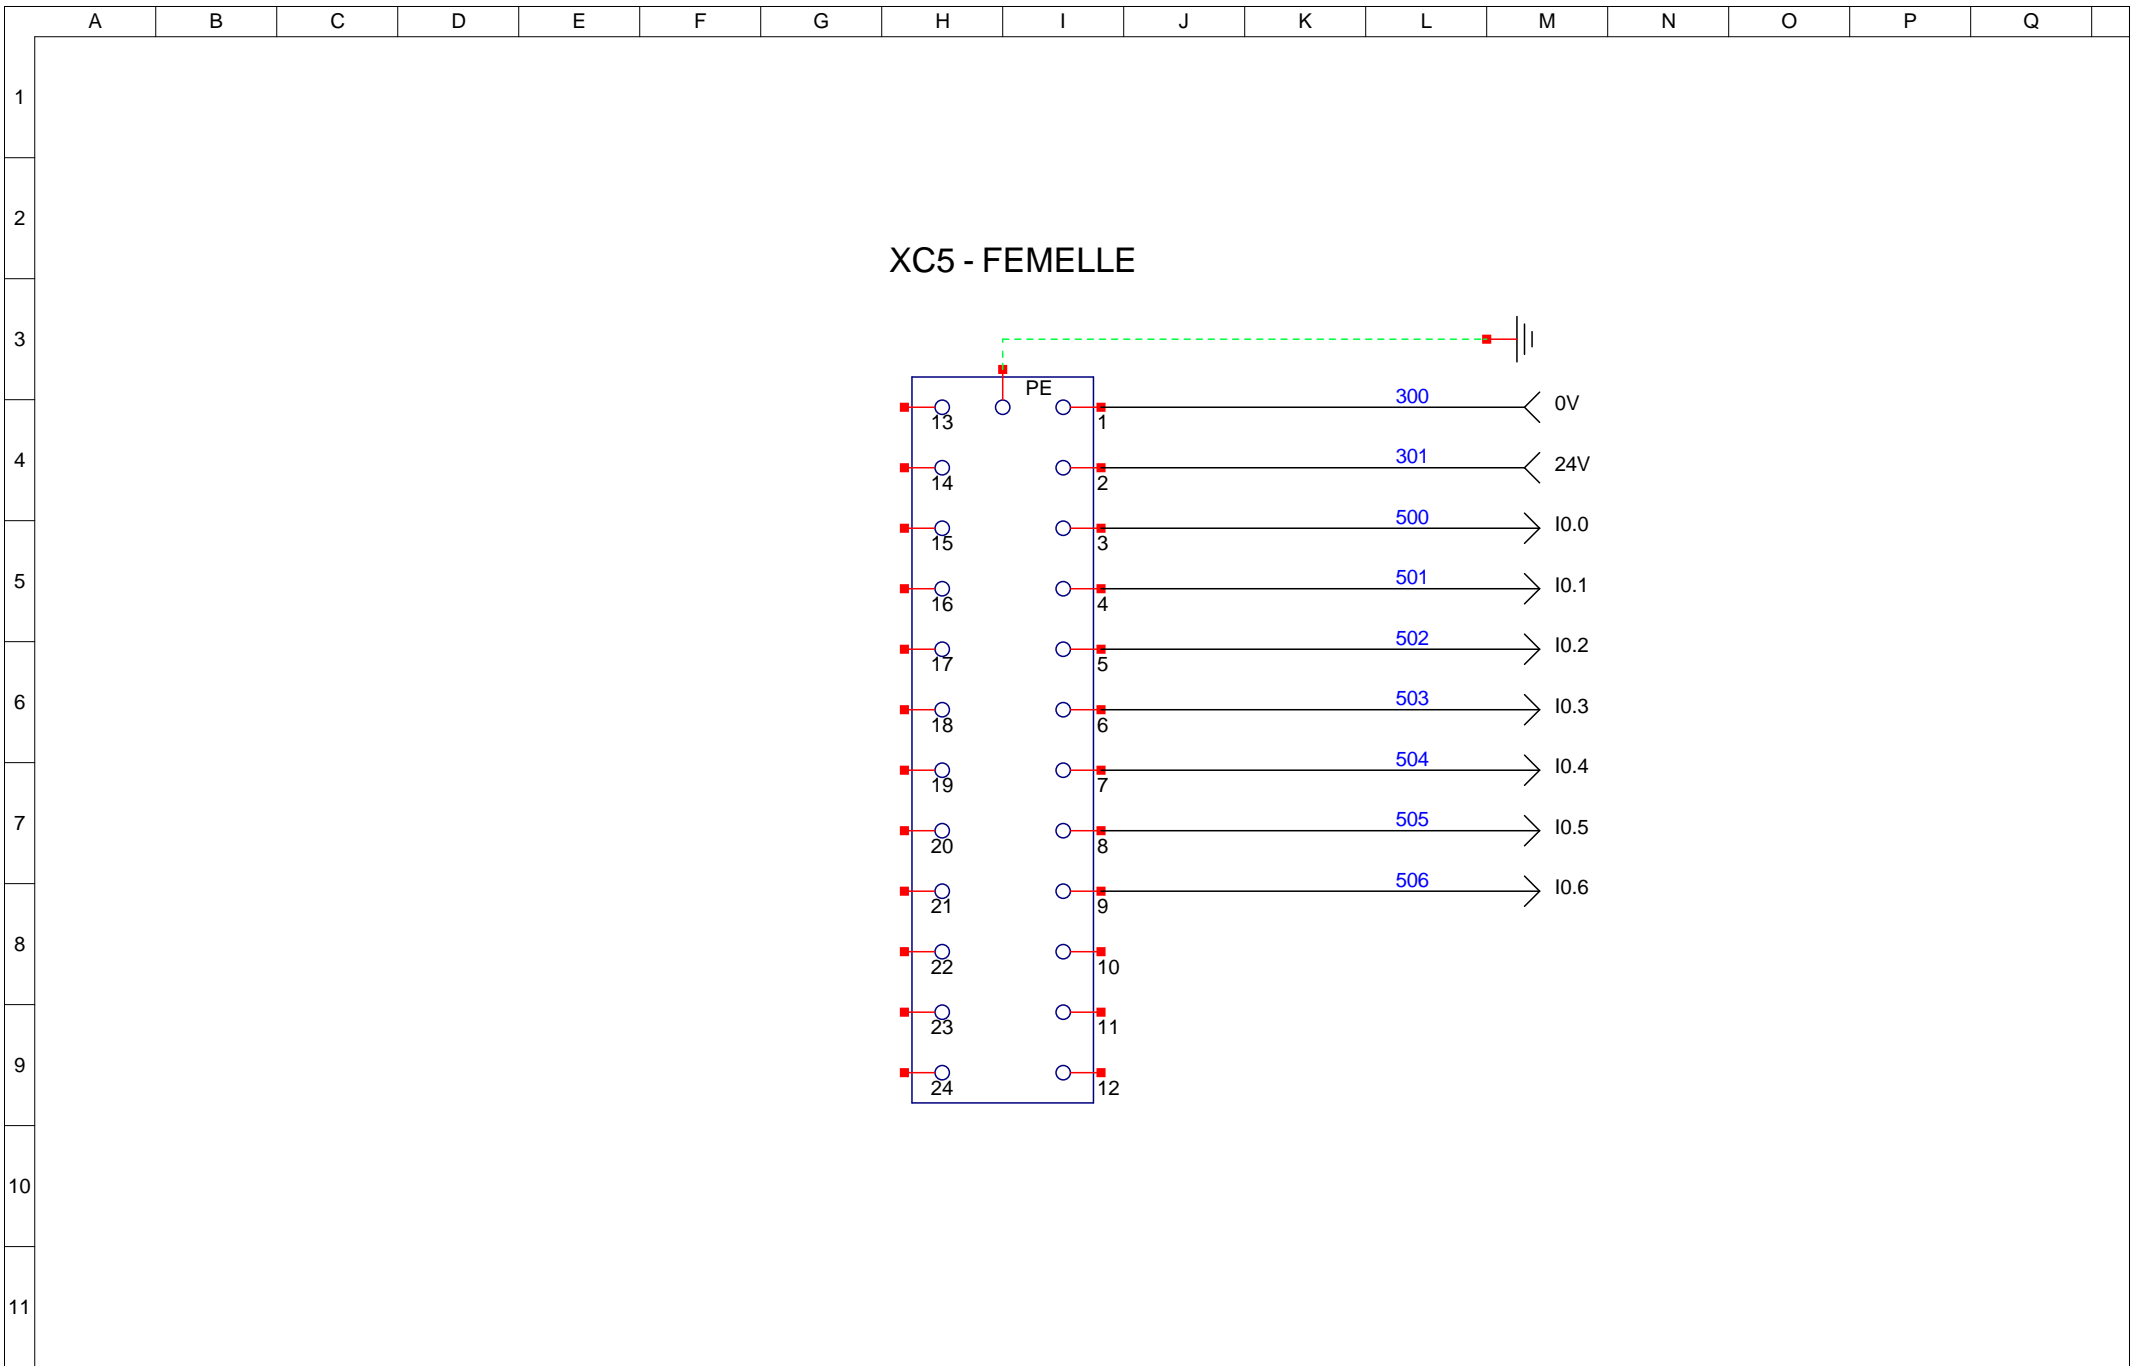 A B C D E F G H I J K L M N O P Q
1
2
XC5 - FEMELLE
3
PE
300 0V
13 1
4
301 24V
14 2
500 I0.0
15 3
5
501 I0.1
16 4
502 I0.2
17 5
6
503 I0.3
18 6
504 I0.4
19 7
7
505 I0.5
20 8
506 I0.6
21 9
8
22 10
23 11
9
24 12
10
11